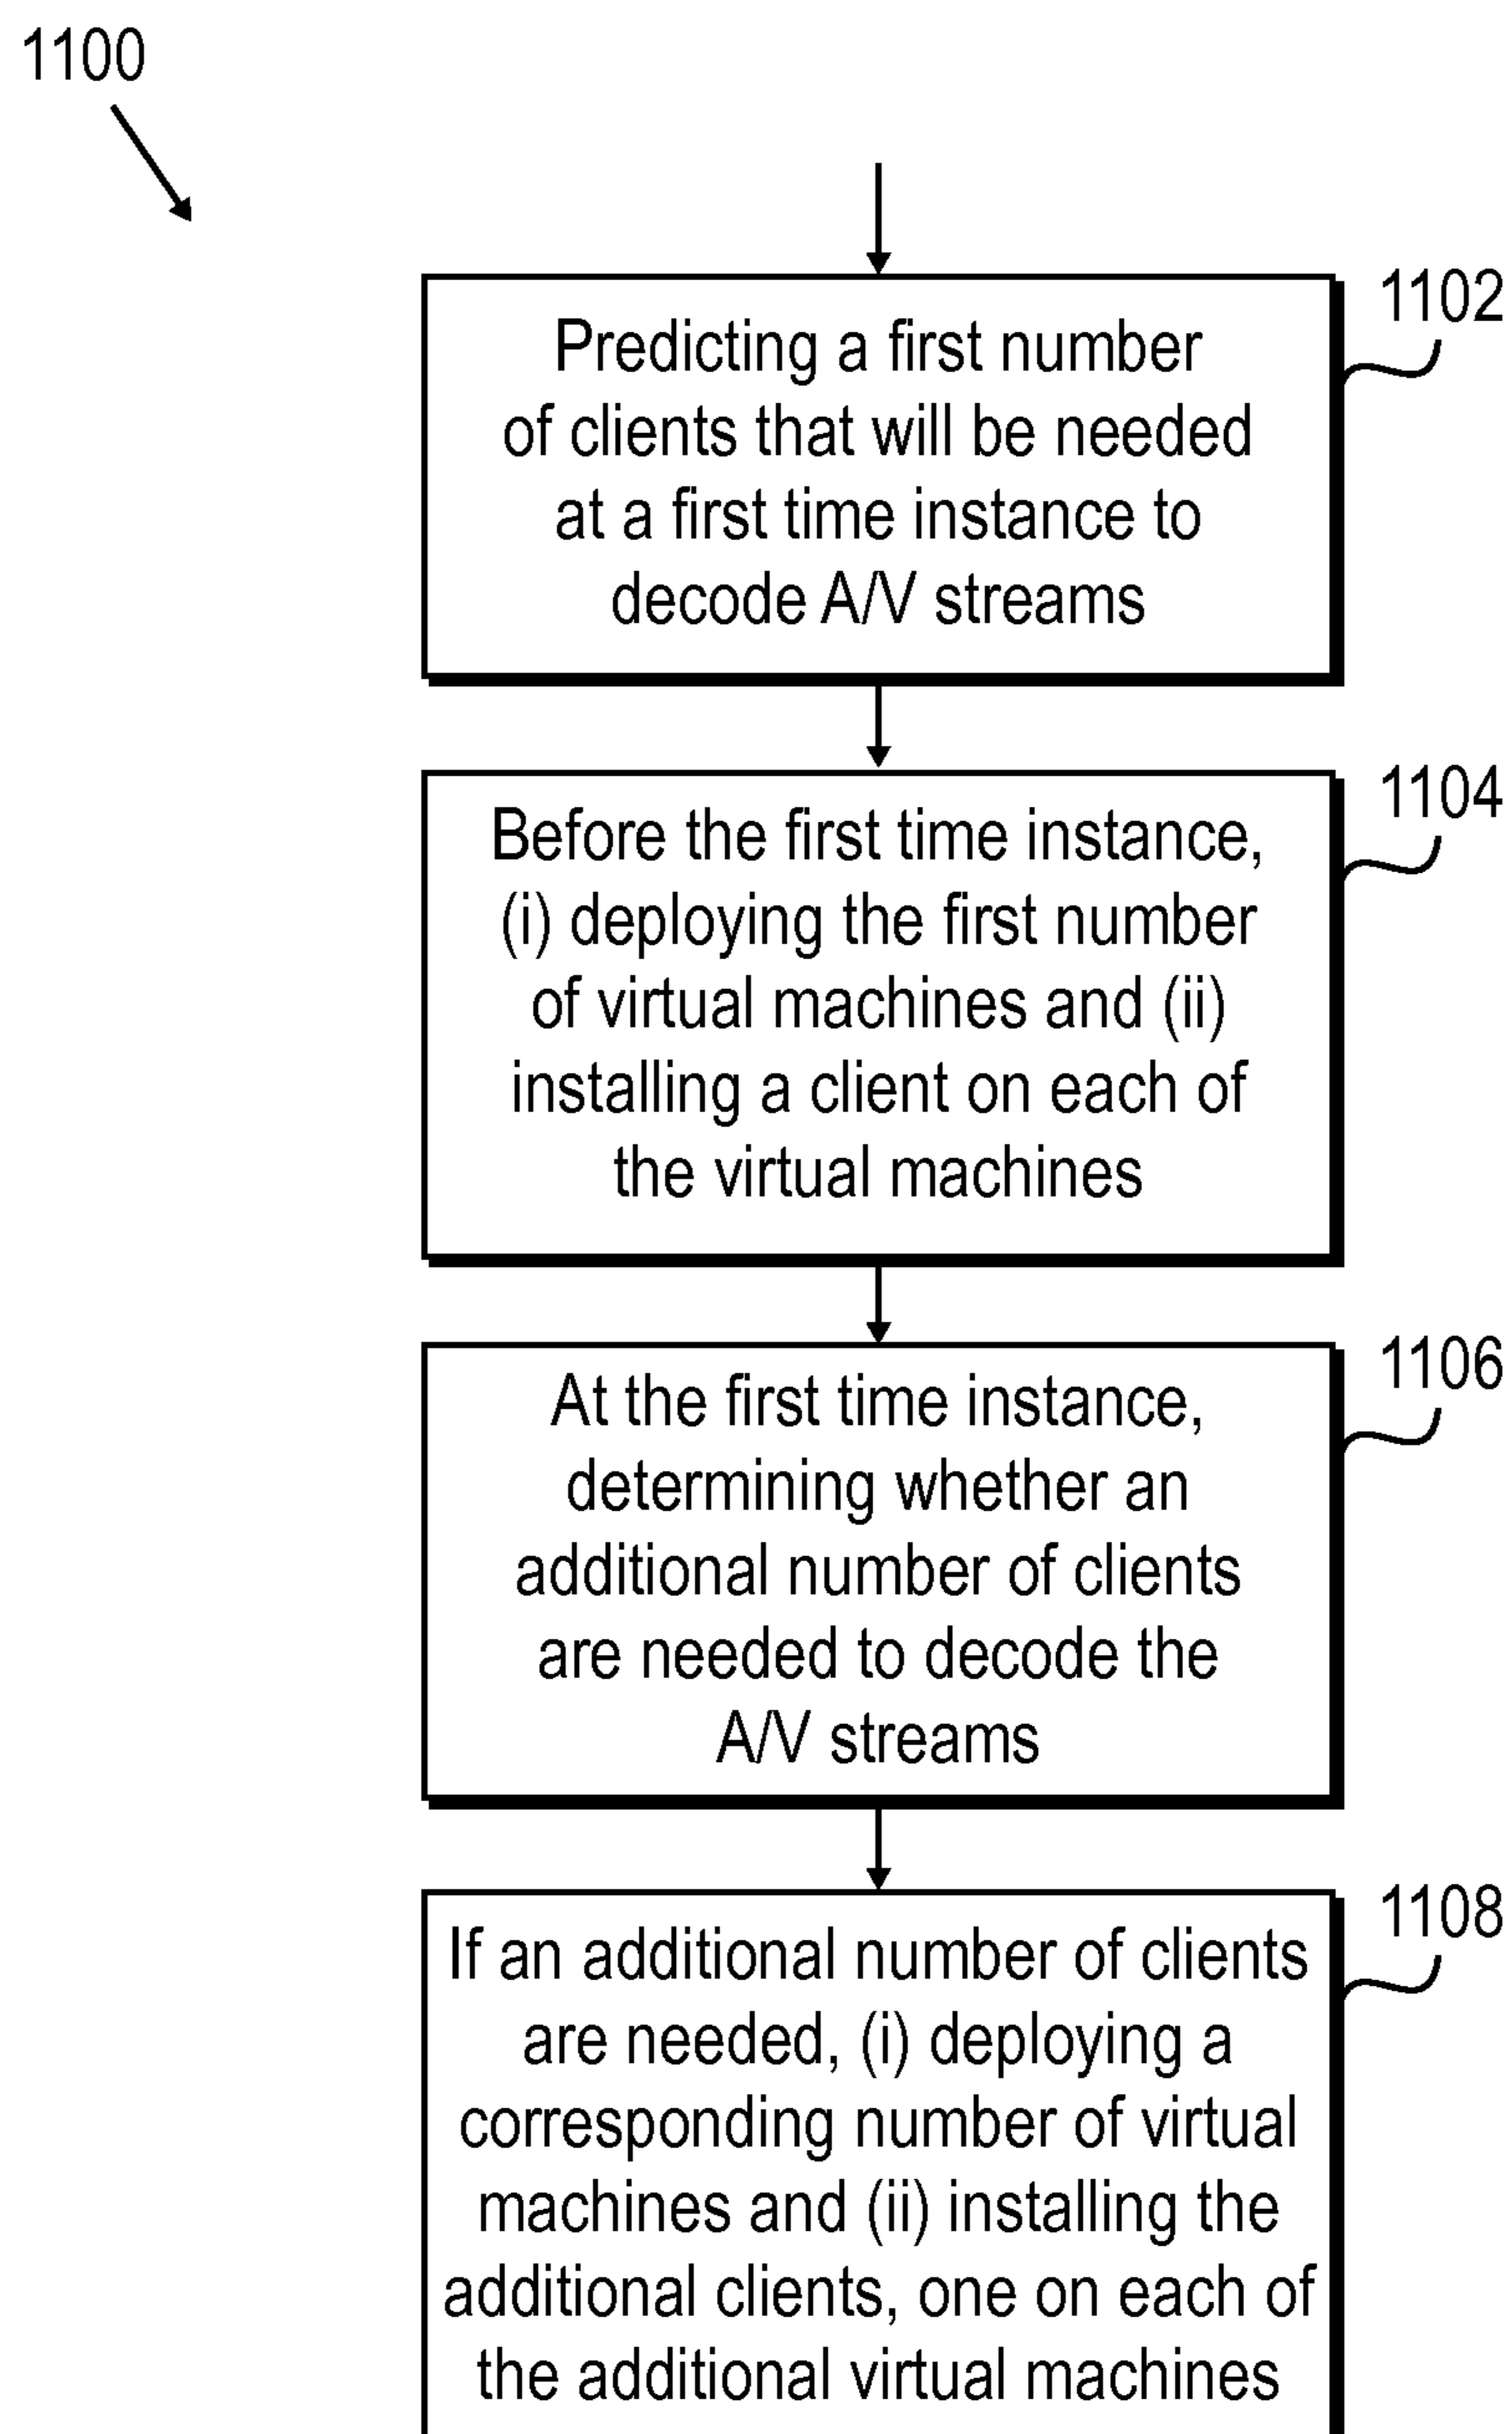 1100
1102
Predicting a first number
of clients that will be needed
at a first time instance to
decode A/V streams
1104
Before the first time instance,
(i) deploying the first number
of virtual machines and (ii)
installing a client on each of
the virtual machines
1106
At the first time instance,
determining whether an
additional number of clients
are needed to decode the
A/V streams
1108
If an additional number of clients
are needed, (i) deploying a
corresponding number of virtual
machines and (ii) installing the
additional clients, one on each of
the additional virtual machines